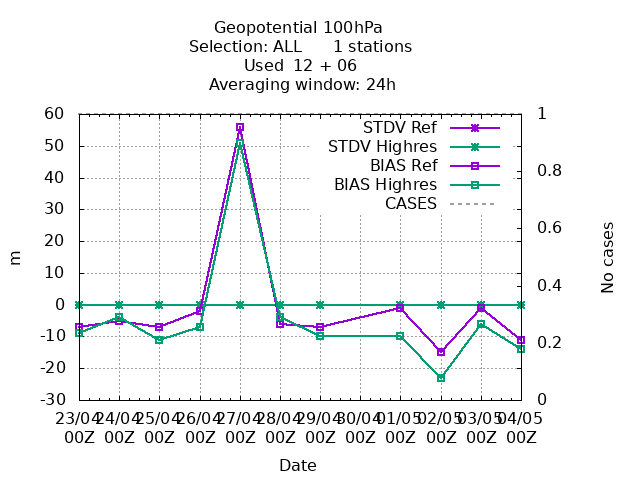 Geopotential 100hPa
Selection: ALL 1 stations
Used 12 + 06
Averaging window: 24h
STDV Ref
STDV Highres
BIAS Ref
BIAS Highres
CASES
60
50
40
30
20
10
0
-10
-20
-30
1
0.8
0.6
0.4
0.2
0
m
No cases
23/04 24/04 25/04 26/04 27/04 28/04 29/04 30/04 01/05 02/05 03/05 04/05
00Z 00Z 00Z 00Z 00Z 00Z 00Z 00Z 00Z 00Z 00Z 00Z
Date